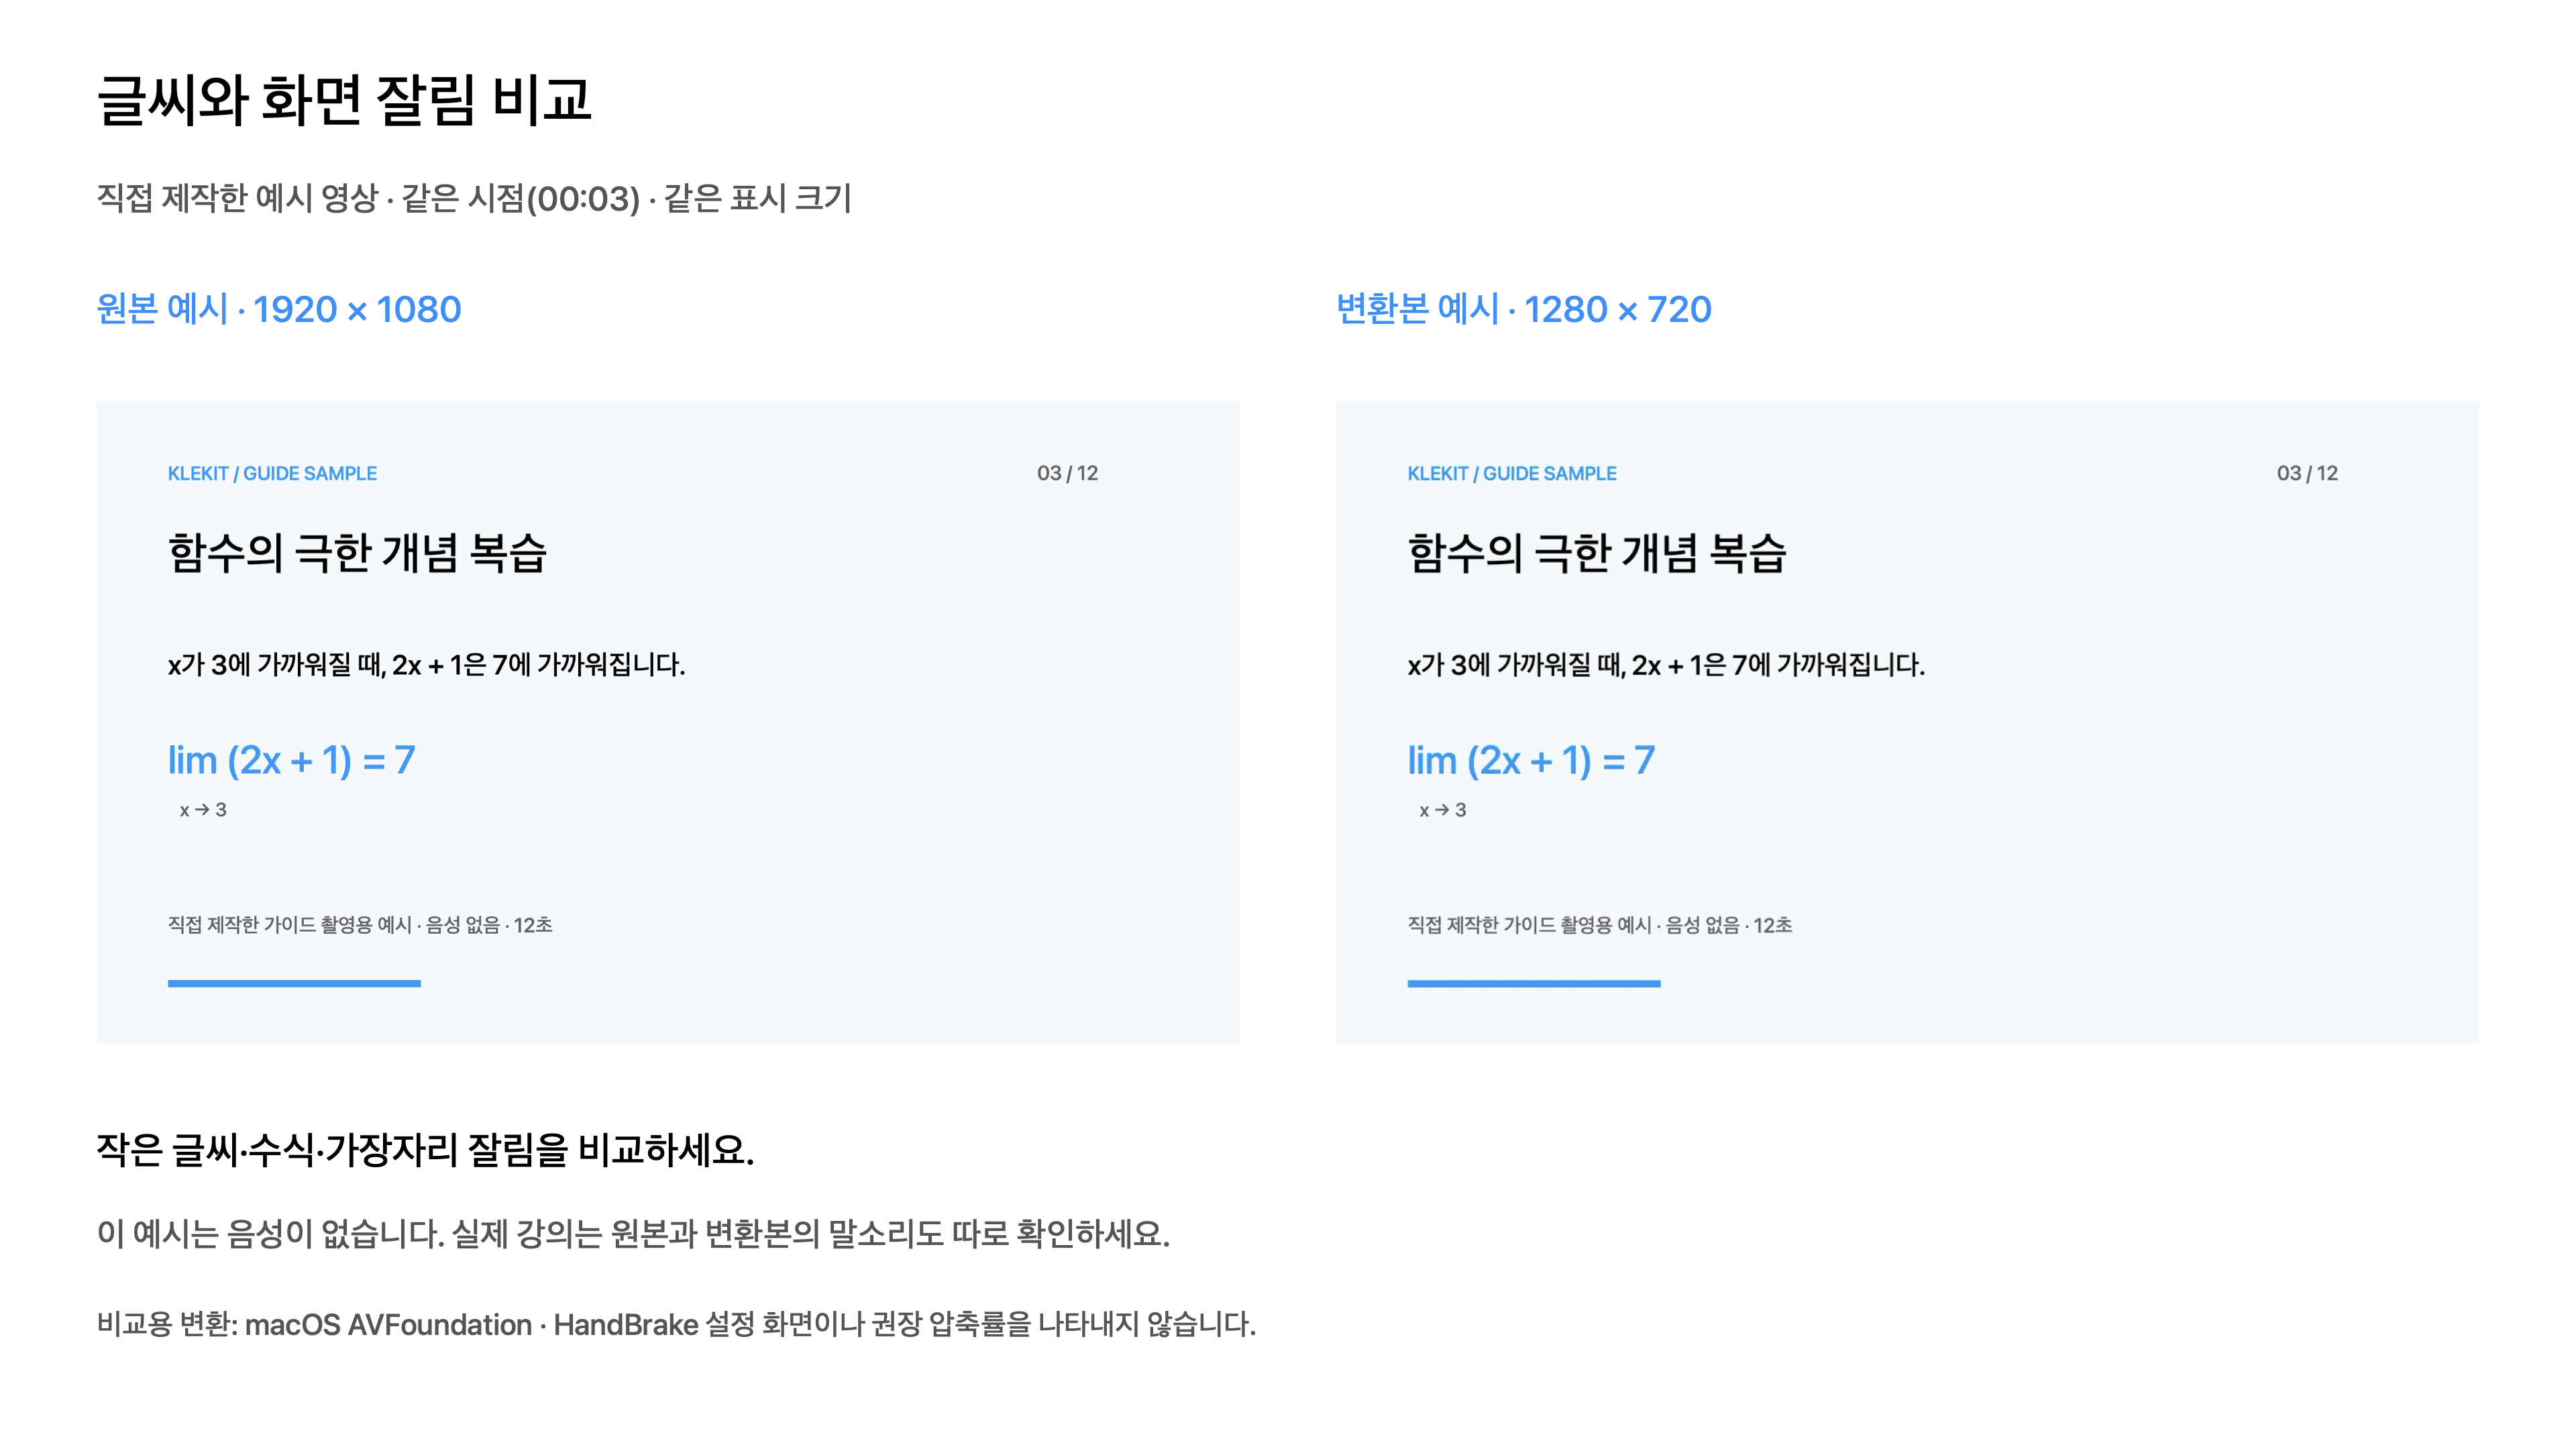 글씨와 화면 잘림 비교
직접 제작한 예시 영상 · 같은 시점(00:03) · 같은 표시 크기
원본 예시 · 1920 × 1080
KLEKIT / GUIDE SAMPLE
03 / 12
함수의 극한 개념 복습
x가 3에 가까워질 때, 2x + 1은 7에 가까워집니다.
lim (2x + 1) = 7
x → 3
직접 제작한 가이드 촬영용 예시 · 음성 없음 · 12초
변환본 예시 · 1280 × 720
KLEKIT / GUIDE SAMPLE
03 / 12
함수의 극한 개념 복습
x가 3에 가까워질 때, 2x + 1은 7에 가까워집니다.
lim (2x + 1) = 7
x → 3
직접 제작한 가이드 촬영용 예시 · 음성 없음 · 12초
작은 글씨·수식·가장자리 잘림을 비교하세요.
이 예시는 음성이 없습니다. 실제 강의는 원본과 변환본의 말소리도 따로 확인하세요.
비교용 변환: macOS AVFoundation · HandBrake 설정 화면이나 권장 압축률을 나타내지 않습니다.